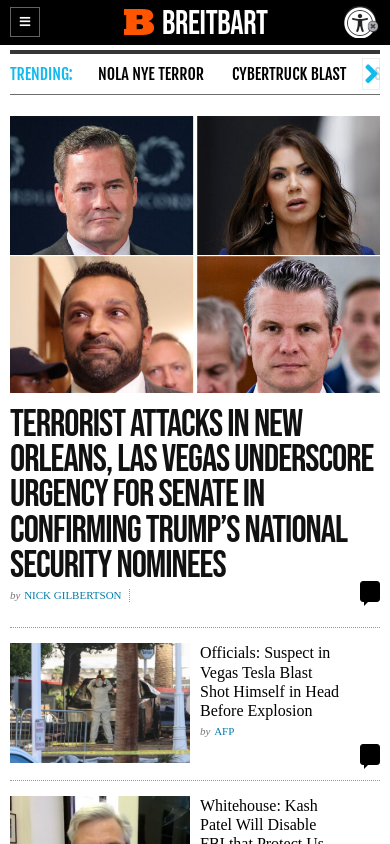 BREITBART
TRENDING:
NOLA NYE TERROR
CYBERTRUCK BLAST
TERRORIST ATTACKS IN NEW
ORLEANS, LAS VEGAS UNDERSCORE
URGENCY FOR SENATE IN
CONFIRMING TRUMP'S NATIONAL
SECURITY NOMINEES
by NICK GILBERTSON
Officials: Suspect in
Vegas Tesla Blast
Shot Himself in Head
Before Explosion
by AFP
Whitehouse: Kash
Patel Will Disable
FBI that Protect Us